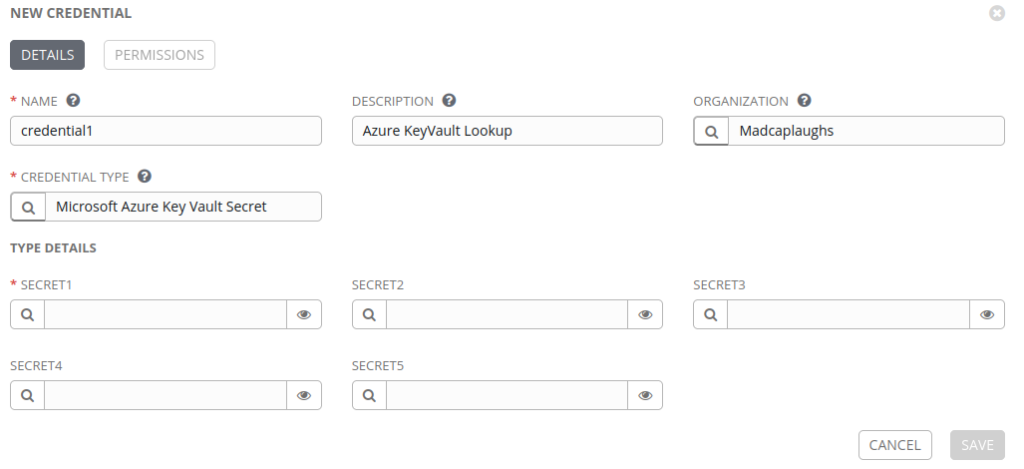 NEW CREDENTIAL
DETAILS PERMISSIONS
* NAME DESCRIPTION ORGANIZATION
credential1 Azure KeyVault Lookup Madcaplaughs
* CREDENTIAL TYPE
Microsoft Azure Key Vault Secret
TYPE DETAILS
* SECRET1 SECRET2 SECRET3
SECRET4 SECRET5
CANCEL SAVE